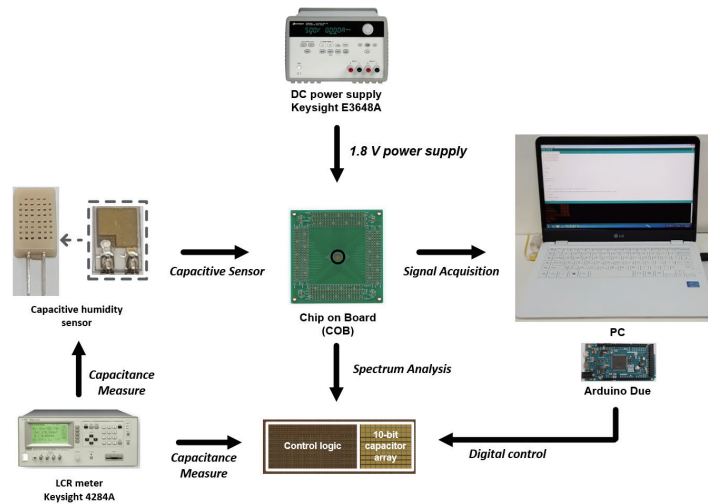 DC power supply
Keysight E3648A
1.8 V power supply
Capacitive Sensor
Signal Acquisition
Capacitive humidity
sensor
Chip on Board
(COB)
PC
Arduino Due
Capacitance
Measure
Spectrum Analysis
Control logic
10-bit
capacitor
array
Capacitance
Measure
Digital control
LCR meter
Keysight 4284A
LG